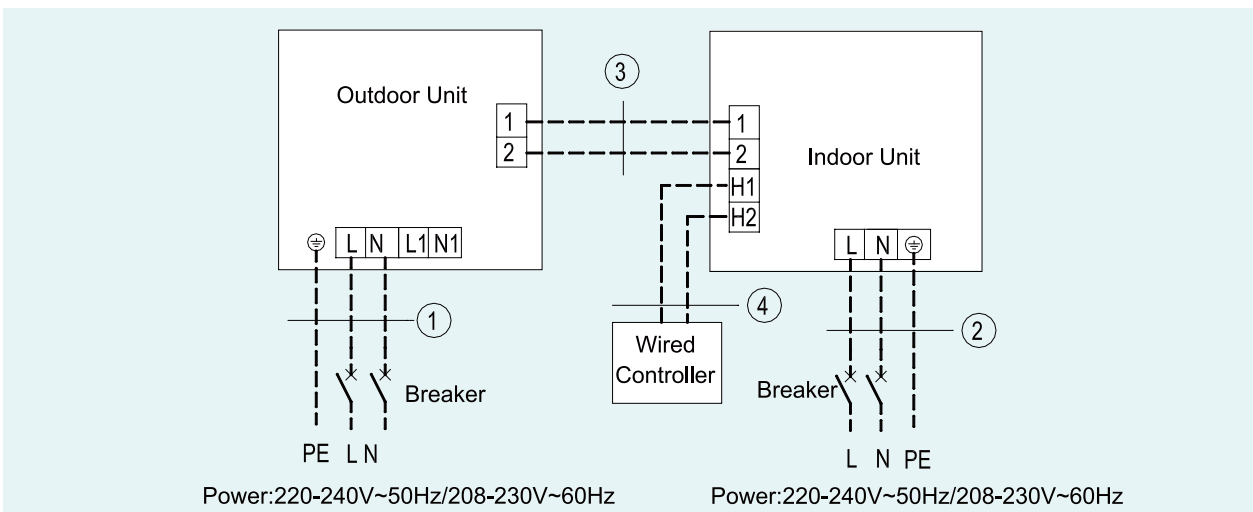 Outdoor Unit
1
2
L N L1 N1
3
1
2
H1
H2
Indoor Unit
L N
1
Breaker
PE L N
Power:220-240V~50Hz/208-230V~60Hz
4
Wired
Controller
2
Breaker
L N PE
Power:220-240V~50Hz/208-230V~60Hz